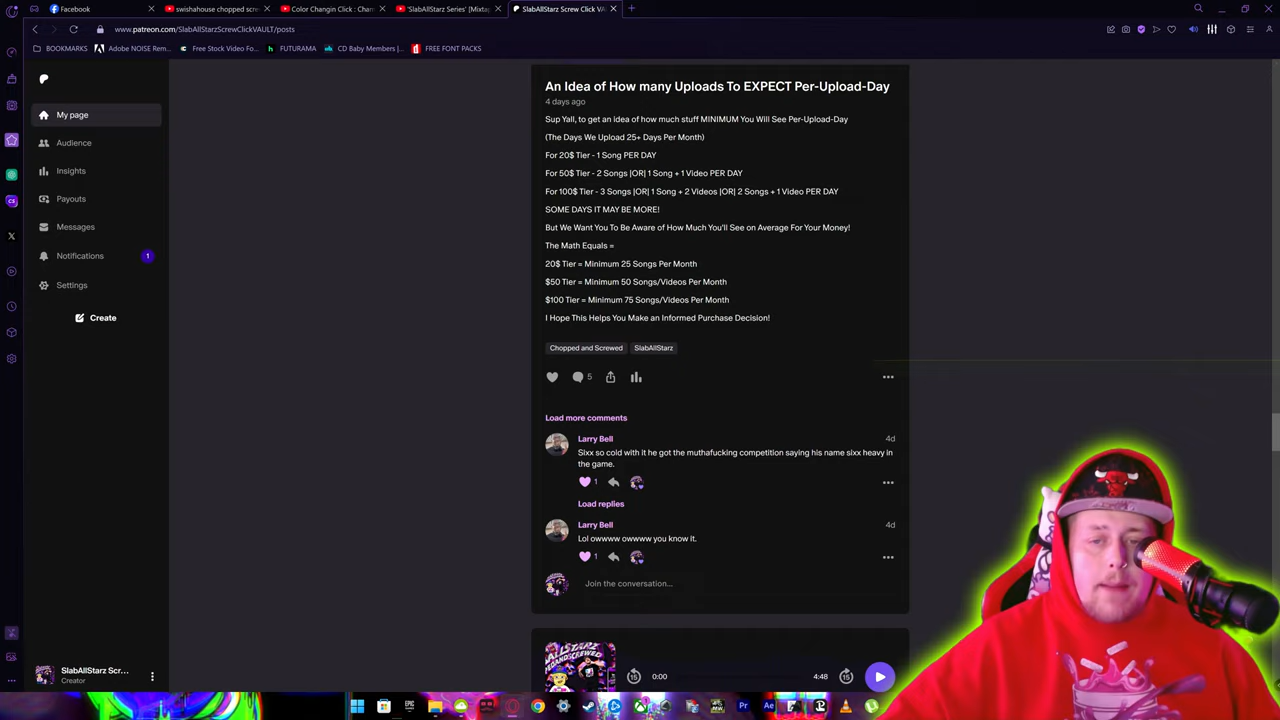 Facebook
swishahouse chopped scre
Color Changin Click : Cham
'SlabAllStarz Series' [Mixtap
SlabAllStarz Screw Click VA
www.patreon.com/SlabAllStarzScrewClickVAULT/posts
BOOKMARKS
Adobe NOISE Rem...
Free Stock Video Fo...
FUTURAMA
CD Baby Members |...
FREE FONT PACKS
My page
Audience
Insights
Payouts
Messages
Notifications
1
Settings
Create
An Idea of How many Uploads To EXPECT Per-Upload-Day
4 days ago
Sup Yall, to get an idea of how much stuff MINIMUM You Will See Per-Upload-Day
(The Days We Upload 25+ Days Per Month)
For 20$ Tier - 1 Song PER DAY
For 50$ Tier - 2 Songs |OR| 1 Song + 1 Video PER DAY
For 100$ Tier - 3 Songs |OR| 1 Song + 2 Videos |OR| 2 Songs + 1 Video PER DAY
SOME DAYS IT MAY BE MORE!
But We Want You To Be Aware of How Much You'll See on Average For Your Money!
The Math Equals =
20$ Tier = Minimum 25 Songs Per Month
$50 Tier = Minimum 50 Songs/Videos Per Month
$100 Tier = Minimum 75 Songs/Videos Per Month
I Hope This Helps You Make an Informed Purchase Decision!
Chopped and Screwed
SlabAllStarz
5
Load more comments
Larry Bell
4d
SIxx so cold with it he got the muthafucking competition saying his name sixx heavy in
the game.
1
Load replies
Larry Bell
4d
Lol owwww owwww you know it.
1
Join the conversation...
0:00
4:48
SlabAllStarz Scr...
Creator